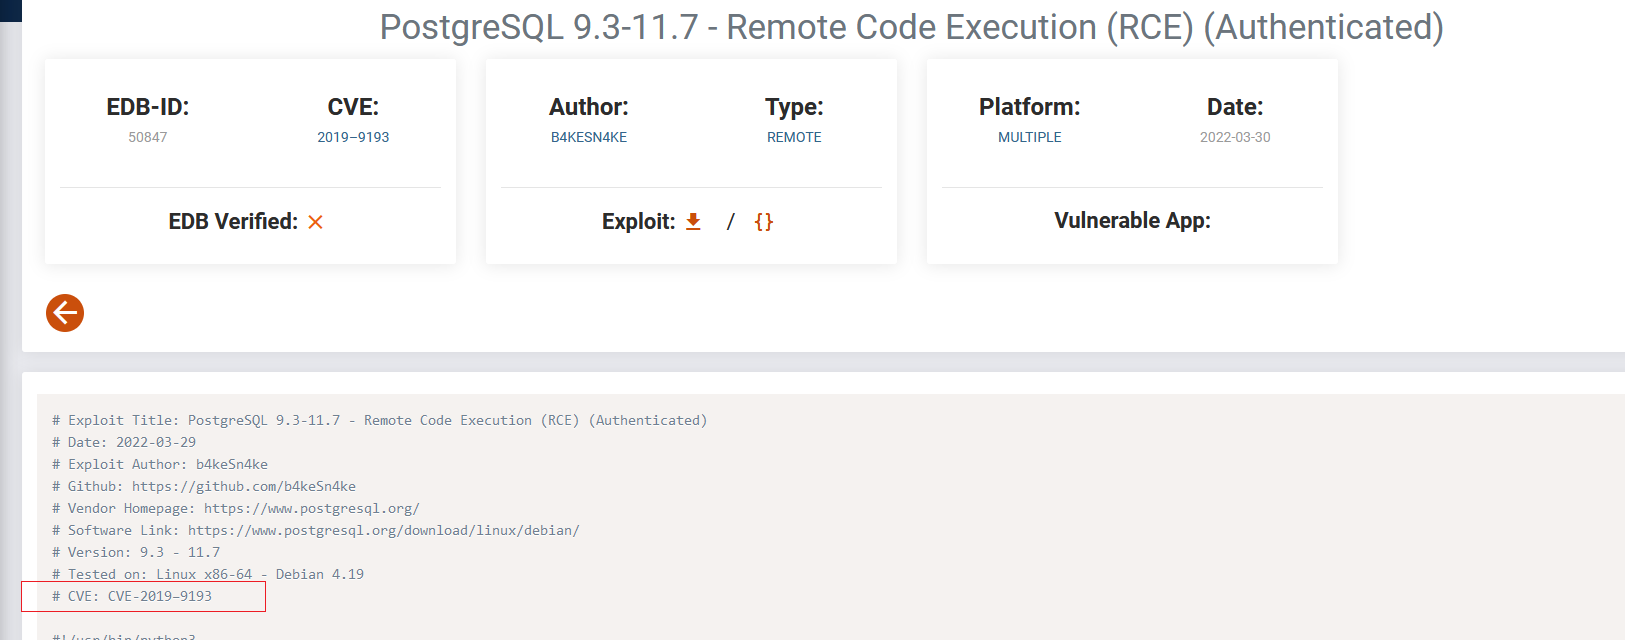 PostgreSQL 9.3-11.7 - Remote Code Execution (RCE) (Authenticated)
EDB-ID:
50847
CVE:
2019–9193
EDB Verified:
Author:
B4KESN4KE
Type:
REMOTE
Exploit: / {}
Platform:
MULTIPLE
Date:
2022-03-30
Vulnerable App:
# Exploit Title: PostgreSQL 9.3-11.7 - Remote Code Execution (RCE) (Authenticated)
# Date: 2022-03-29
# Exploit Author: b4keSn4ke
# Github: https://github.com/b4keSn4ke
# Vendor Homepage: https://www.postgresql.org/
# Software Link: https://www.postgresql.org/download/linux/debian/
# Version: 9.3 - 11.7
# Tested on: Linux x86-64 - Debian 4.19
# CVE: CVE-2019–9193
#!/usr/bin/python3